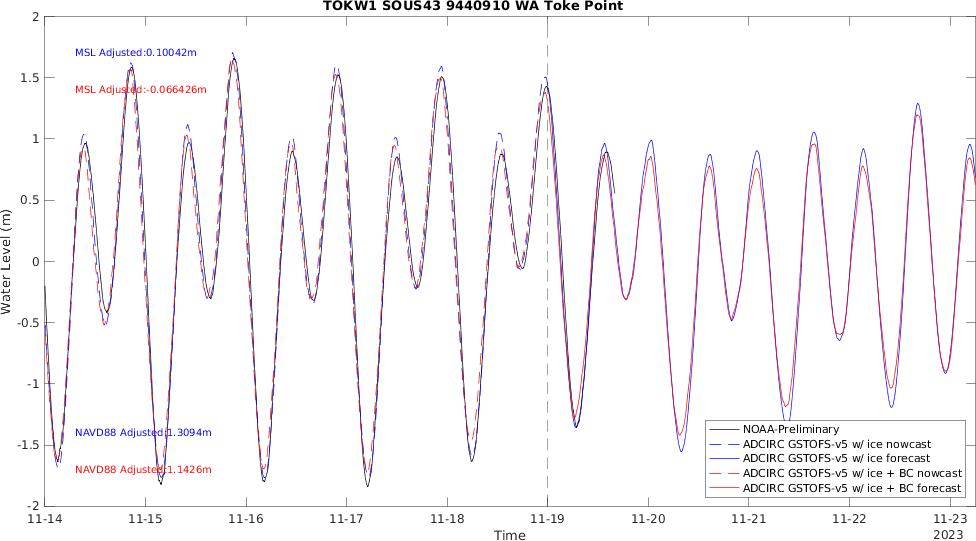 TOKW1 SOUS43 9440910 WA Toke Point
2
1.5
1
0.5
0
-0.5
-1
-1.5
-2
Water Level (m)
MSL Adjusted:0.10042m
MSL Adjusted:-0.066426m
NAVD88 Adjusted:1.3094m
NAVD88 Adjusted:1.1426m
NOAA-Preliminary
ADCIRC GSTOFS-v5 w/ ice nowcast
ADCIRC GSTOFS-v5 w/ ice forecast
ADCIRC GSTOFS-v5 w/ ice + BC nowcast
ADCIRC GSTOFS-v5 w/ ice + BC forecast
11-14 11-15 11-16 11-17 11-18 11-19 11-20 11-21 11-22 11-23
Time
2023